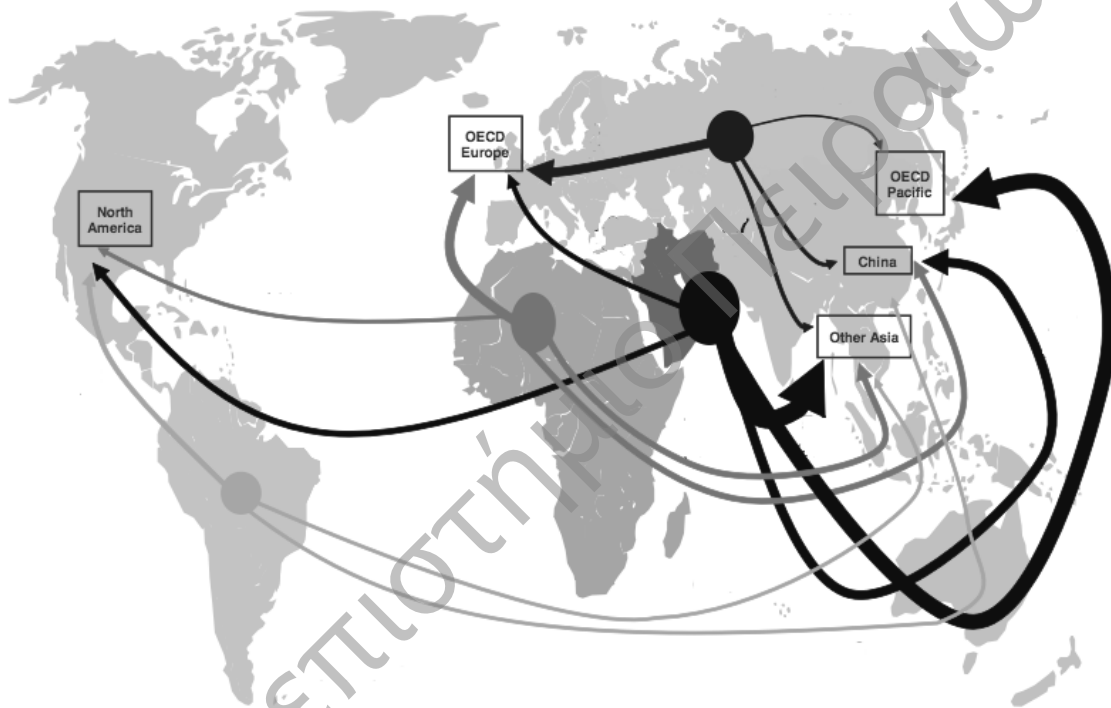 OECD
Europe
OECD
Pacific
North
America
China
Other Asia